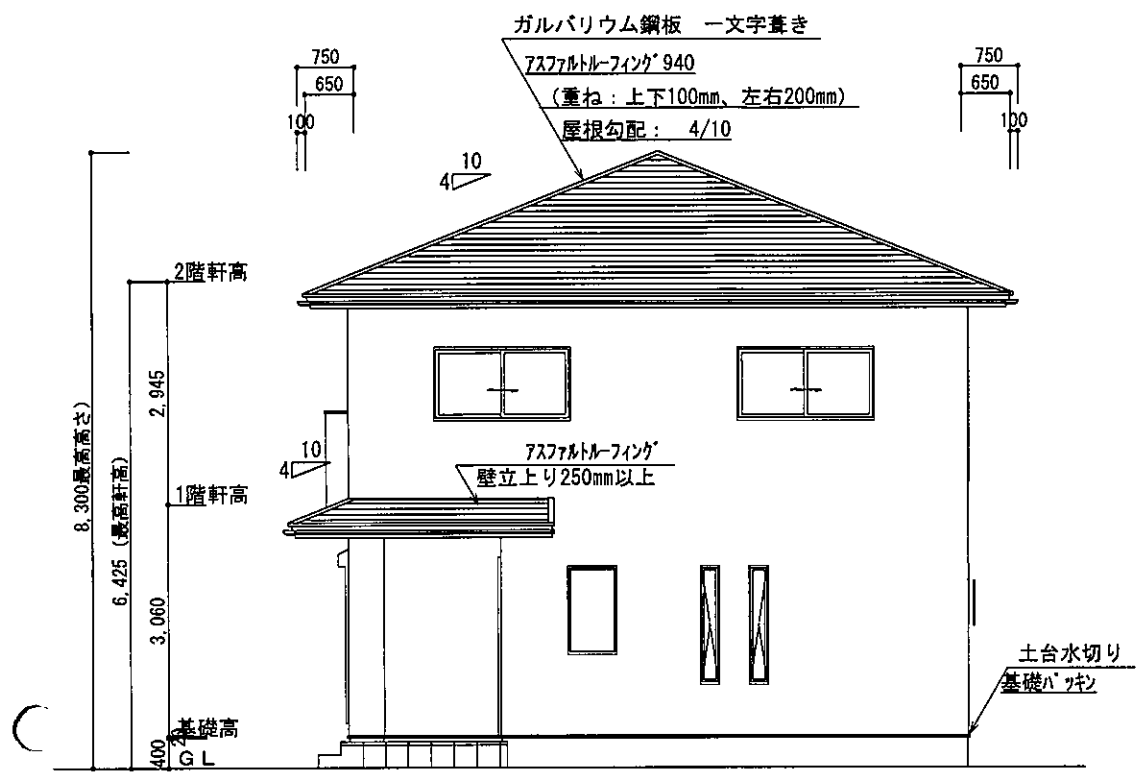 ガルバリウム鋼板　一文字葺き
アスファルトルーフィング940
（重ね：上下100mm、左右200mm）
屋根勾配：　4/10
750
650
100
750
650
100
10
4
2階軒高
8,300最高高さ）
6,425（最高軒高）
2,945
10
4
アスファルトルーフィング
壁立上り250mm以上
1階軒高
3,060
土台水切り
基礎パッキン
基礎高
20
400
ＧＬ